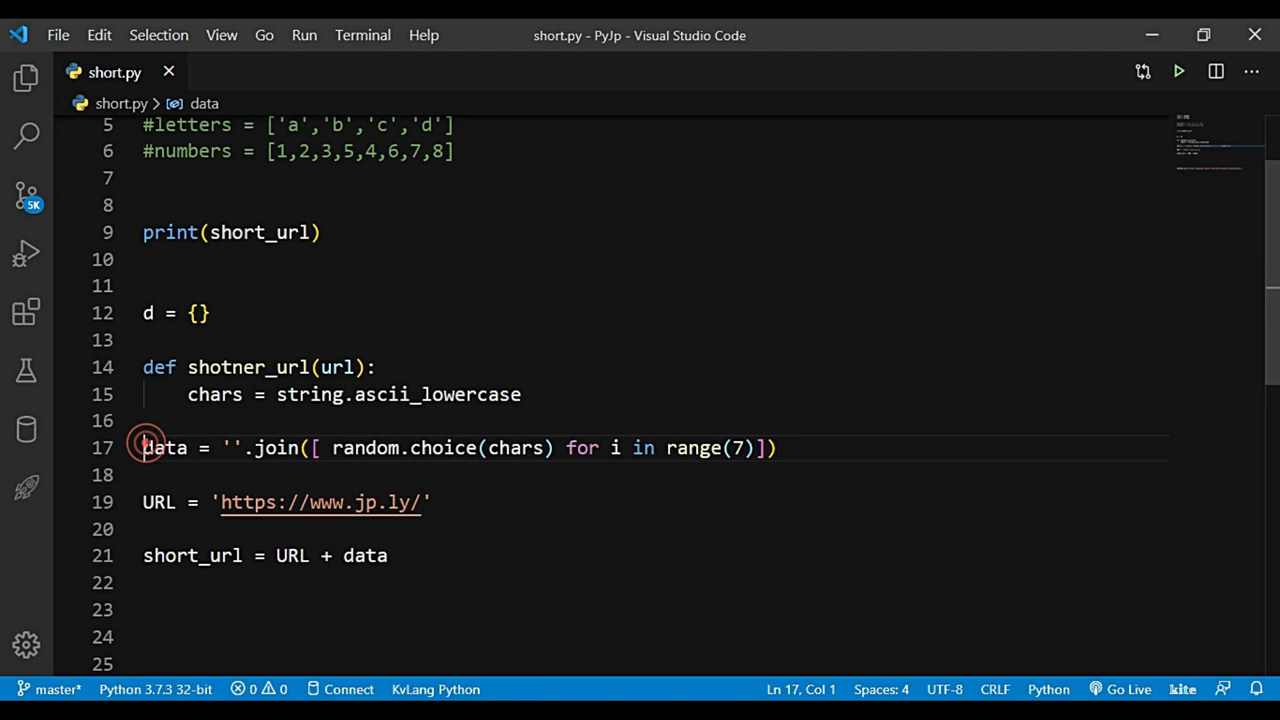 File Edit Selection View Go Run Terminal Help short.py - PyJp - Visual Studio Code
short.py
short.py > data
5 #letters = ['a','b','c','d']
6 #numbers = [1,2,3,5,4,6,7,8]
7
8
9 print(short_url)
10
11
12 d = {}
13
14 def shotner_url(url):
15 chars = string.ascii_lowercase
16
17 data = ''.join([ random.choice(chars) for i in range(7)])
18
19 URL = 'https://www.jp.ly/'
20
21 short_url = URL + data
22
23
24
25
5K
master* Python 3.7.3 32-bit 0 0 Connect KvLang Python Ln 17, Col 1 Spaces: 4 UTF-8 CRLF Python Go Live kite